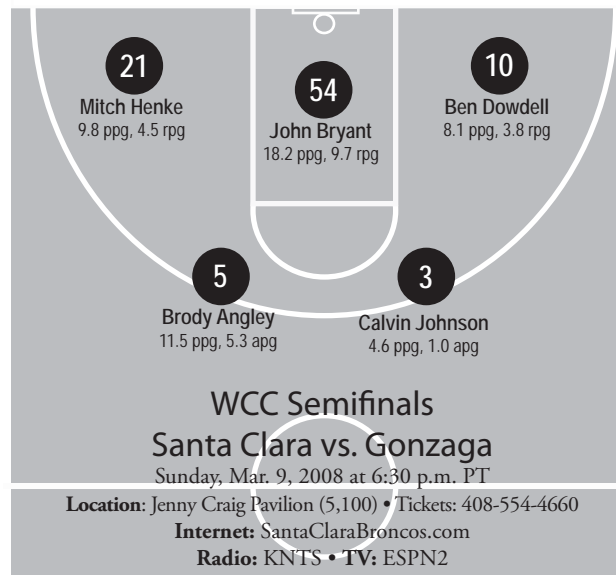 21
Mitch Henke
9.8 ppg, 4.5 rpg
54
John Bryant
18.2 ppg, 9.7 rpg
10
Ben Dowdell
8.1 ppg, 3.8 rpg
5
Brody Angley
11.5 ppg, 5.3 apg
3
Calvin Johnson
4.6 ppg, 1.0 apg
WCC Semifinals
Santa Clara vs. Gonzaga
Sunday, Mar. 9, 2008 at 6:30 p.m. PT
Location: Jenny Craig Pavilion (5,100) • Tickets: 408-554-4660
Internet: SantaClaraBroncos.com
Radio: KNTS • TV: ESPN2